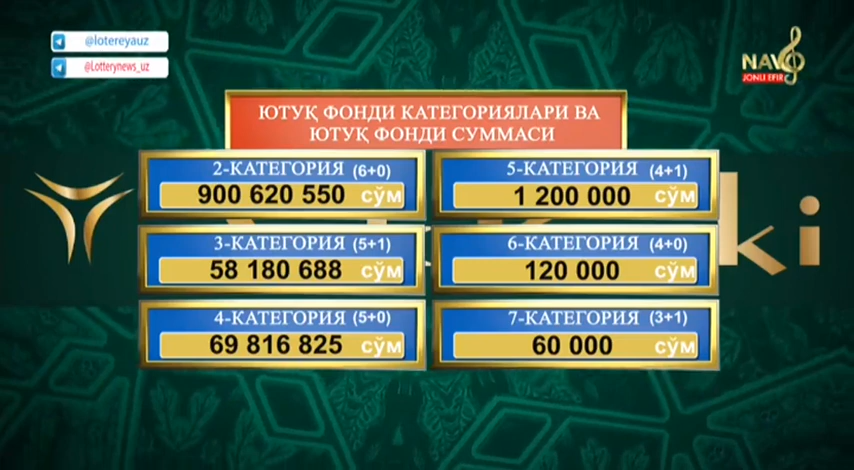 @lotereyauz
@Lotterynews_uz
NAVO
JONLI EFIR
ЮТУҚ ФОНДИ КАТЕГОРИЯЛАРИ ВА
ЮТУҚ ФОНДИ СУММАСИ
2-КАТЕГОРИЯ (6+0)
900 620 550 сўм
3-КАТЕГОРИЯ (5+1)
58 180 688 сўм
4-КАТЕГОРИЯ (5+0)
69 816 825 сўм
5-КАТЕГОРИЯ (4+1)
1 200 000 сўм
6-КАТЕГОРИЯ (4+0)
120 000 сўм
7-КАТЕГОРИЯ (3+1)
60 000 сўм